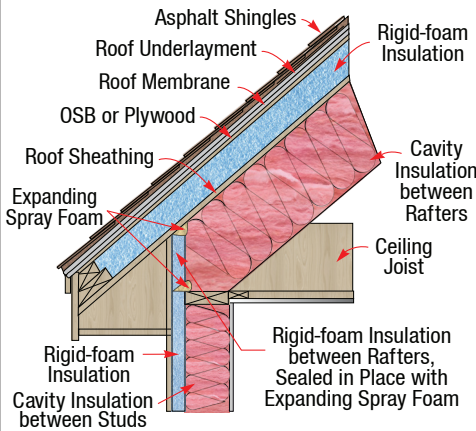 Asphalt Shingles
Roof Underlayment
Roof Membrane
OSB or Plywood
Roof Sheathing
Expanding
Spray Foam
Rigid-foam
Insulation
Cavity
Insulation
between
Rafters
Ceiling
Joist
Rigid-foam
Insulation
Cavity Insulation
between Studs
Rigid-foam Insulation
between Rafters,
Sealed in Place with
Expanding Spray Foam